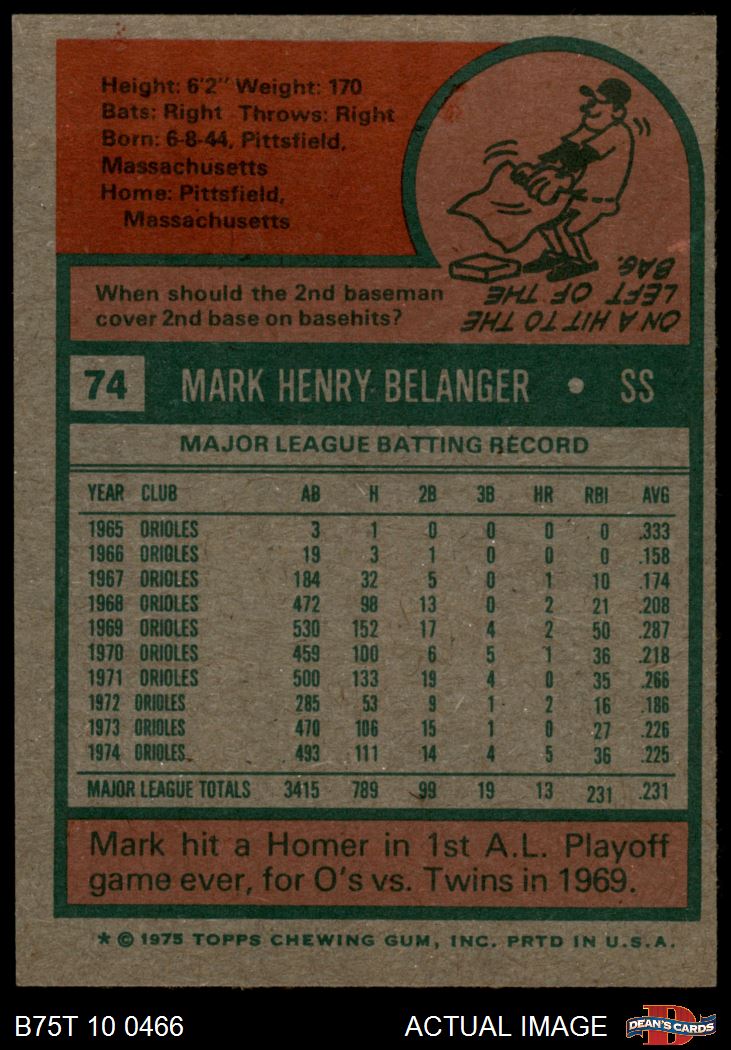 Height: 6'2" Weight: 170
Bats: Right Throws: Right
Born: 6-8-44, Pittsfield,
Massachusetts
Home: Pittsfield,
Massachusetts
When should the 2nd baseman
cover 2nd base on basehits?
ON A HIT TO THE
LEFT OF THE
BAG.
74 MARK HENRY BELANGER • SS
MAJOR LEAGUE BATTING RECORD
YEAR CLUB AB H 2B 3B HR RBI AVG
1965 ORIOLES 3 1 0 0 0 0 .333
1966 ORIOLES 19 3 1 0 0 0 .158
1967 ORIOLES 184 32 5 0 1 10 .174
1968 ORIOLES 472 98 13 0 2 21 .208
1969 ORIOLES 530 152 17 4 2 50 .287
1970 ORIOLES 459 100 6 5 1 36 .218
1971 ORIOLES 500 133 19 4 0 35 .266
1972 ORIOLES 285 53 9 1 2 16 .186
1973 ORIOLES 470 106 15 1 0 27 .226
1974 ORIOLES 493 111 14 4 5 36 .225
MAJOR LEAGUE TOTALS 3415 789 99 19 13 231 .231
Mark hit a Homer in 1st A.L. Playoff
game ever, for O's vs. Twins in 1969.
* © 1975 TOPPS CHEWING GUM, INC. PRTD IN U.S.A.
B75T 10 0466 ACTUAL IMAGE
D
DEAN'S CARDS